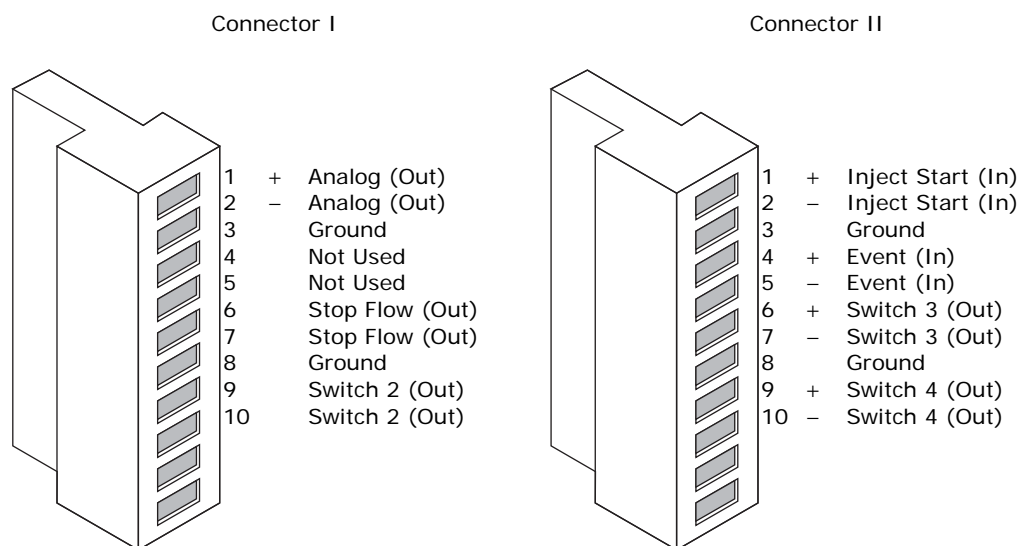 Connector I
1 + Analog (Out)
2 – Analog (Out)
3 Ground
4 Not Used
5 Not Used
6 Stop Flow (Out)
7 Stop Flow (Out)
8 Ground
9 Switch 2 (Out)
10 Switch 2 (Out)
Connector II
1 + Inject Start (In)
2 – Inject Start (In)
3 Ground
4 + Event (In)
5 – Event (In)
6 + Switch 3 (Out)
7 – Switch 3 (Out)
8 Ground
9 + Switch 4 (Out)
10 – Switch 4 (Out)